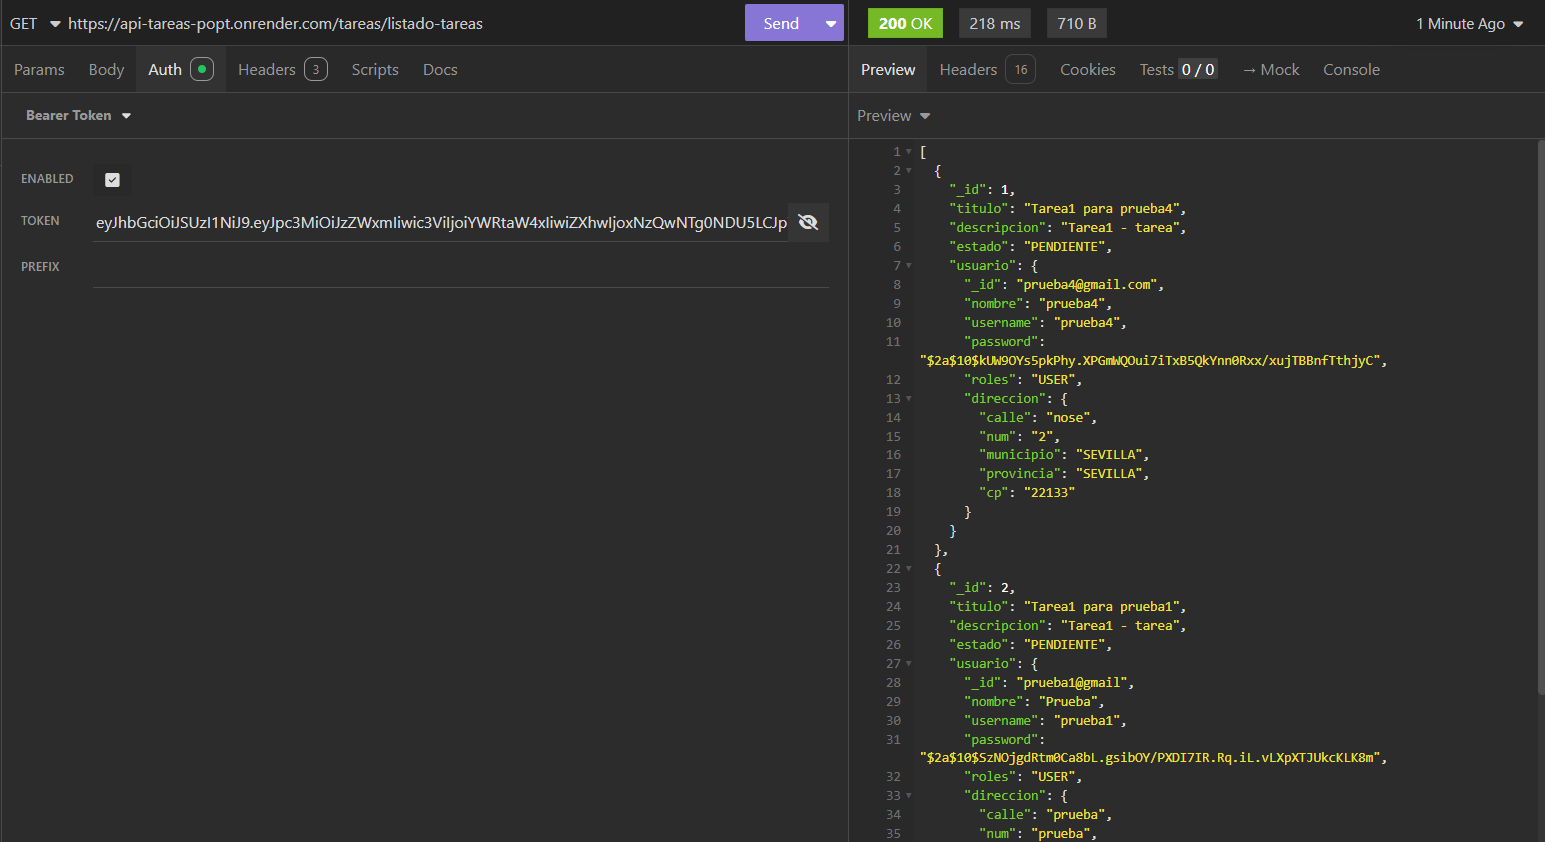 GET https://api-tareas-popt.onrender.com/tareas/listado-tareas Send
Params Body Auth Headers 3 Scripts Docs
Bearer Token
ENABLED
TOKEN eyJhbGciOiJSUzI1NiJ9.eyJpc3MiOiJzZWxmIiwic3ViIjoiYWRtaW4xIiwiZXhwIjoxNzQwNTg0NDU5LCJp
PREFIX
200 OK 218 ms 710 B 1 Minute Ago
Preview Headers 16 Cookies Tests 0 / 0 → Mock Console
Preview
1 [
2 {
3 "_id": 1,
4 "titulo": "Tarea1 para prueba4",
5 "descripcion": "Tarea1 - tarea",
6 "estado": "PENDIENTE",
7 "usuario": {
8 "_id": "prueba4@gmail.com",
9 "nombre": "prueba4",
10 "username": "prueba4",
11 "password":
"$2a$10$kUW9OYs5pkPhy.XPGmWQOui7iTxB5QkYnn0Rxx/xujTBBnfTthjyC",
12 "roles": "USER",
13 "direccion": {
14 "calle": "nose",
15 "num": "2",
16 "municipio": "SEVILLA",
17 "provincia": "SEVILLA",
18 "cp": "22133"
19 }
20 }
21 },
22 {
23 "_id": 2,
24 "titulo": "Tarea1 para prueba1",
25 "descripcion": "Tarea1 - tarea",
26 "estado": "PENDIENTE",
27 "usuario": {
28 "_id": "prueba1@gmail",
29 "nombre": "Prueba",
30 "username": "prueba1",
31 "password":
"$2a$10$SzNOjgdRtm0Ca8bL.gsibOY/PXDI7IR.Rq.iL.vLXpXTJUkcKLK8m",
32 "roles": "USER",
33 "direccion": {
34 "calle": "prueba",
35 "num": "prueba",